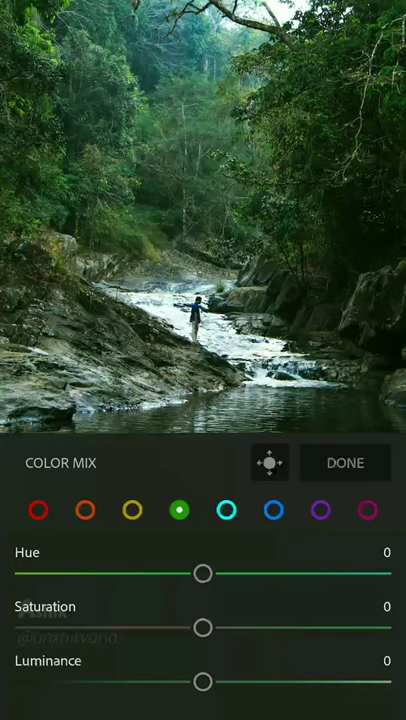 COLOR MIX
DONE
Hue 0
Saturation 0
Luminance 0